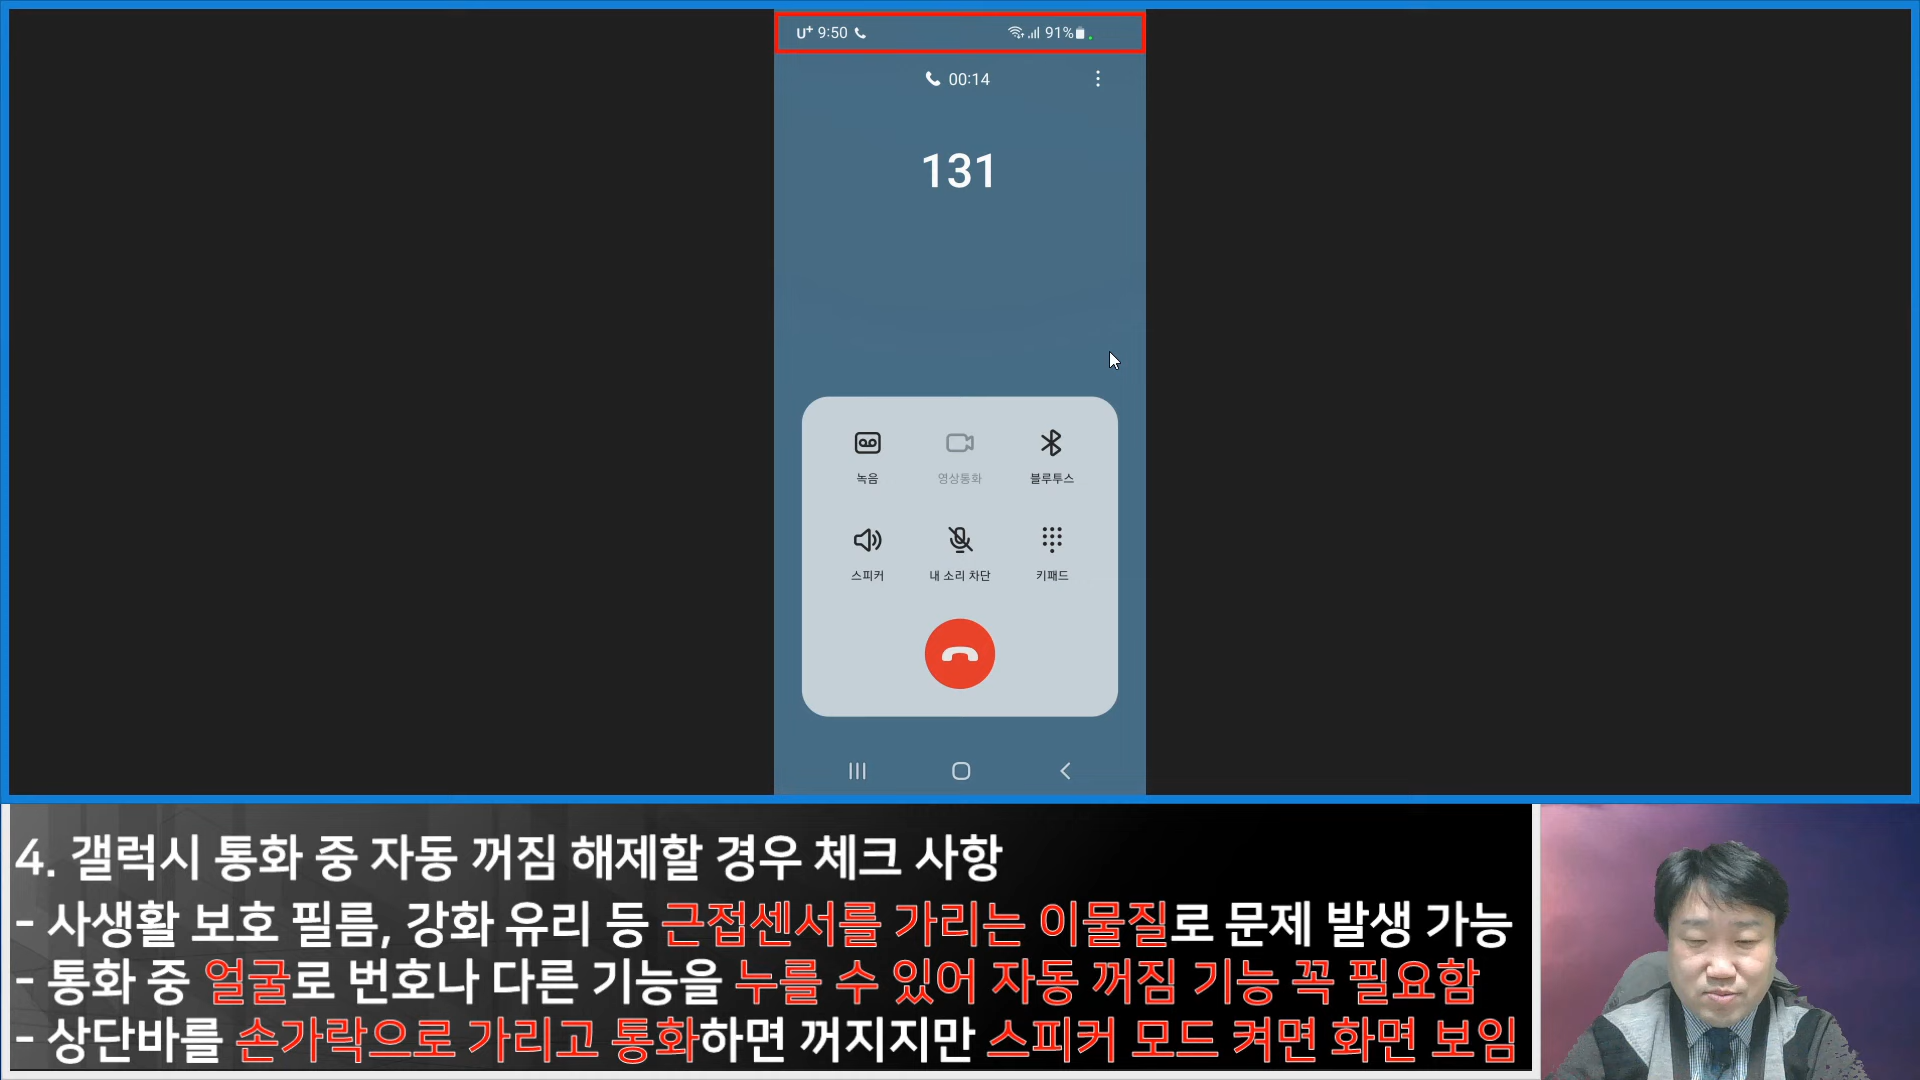 U+ 9:50 91%
00:14
131
녹음 영상통화 블루투스
스피커 내 소리 차단 키패드
4. 갤럭시 통화 중 자동 꺼짐 해제할 경우 체크 사항
- 사생활 보호 필름, 강화 유리 등 근접센서를 가리는 이물질로 문제 발생 가능
- 통화 중 얼굴로 번호나 다른 기능을 누를 수 있어 자동 꺼짐 기능 꼭 필요함
- 상단바를 손가락으로 가리고 통화하면 꺼지지만 스피커 모드 켜면 화면 보임